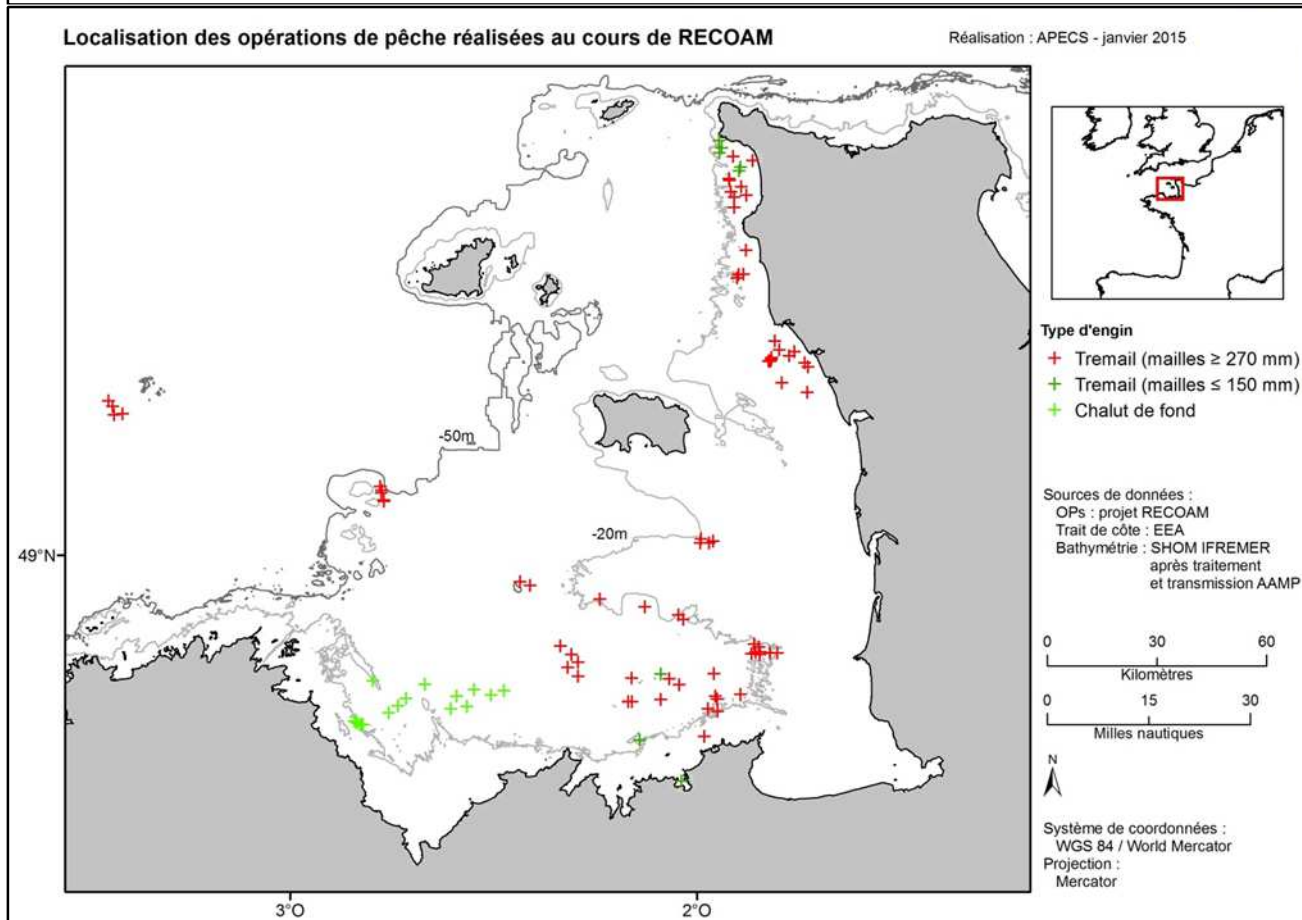 Localisation des opérations de pêche réalisées au cours de RECOAM
Réalisation : APECS - janvier 2015
-50m
-20m
49°N
3°O
2°O
Type d'engin
Tremail (mailles ≥ 270 mm)
Tremail (mailles ≤ 150 mm)
Chalut de fond
Sources de données :
OPs : projet RECOAM
Trait de côte : EEA
Bathymétrie : SHOM IFREMER
après traitement
et transmission AAMP
0 30 60
Kilomètres
0 15 30
Milles nautiques
N
Système de coordonnées :
WGS 84 / World Mercator
Projection :
Mercator